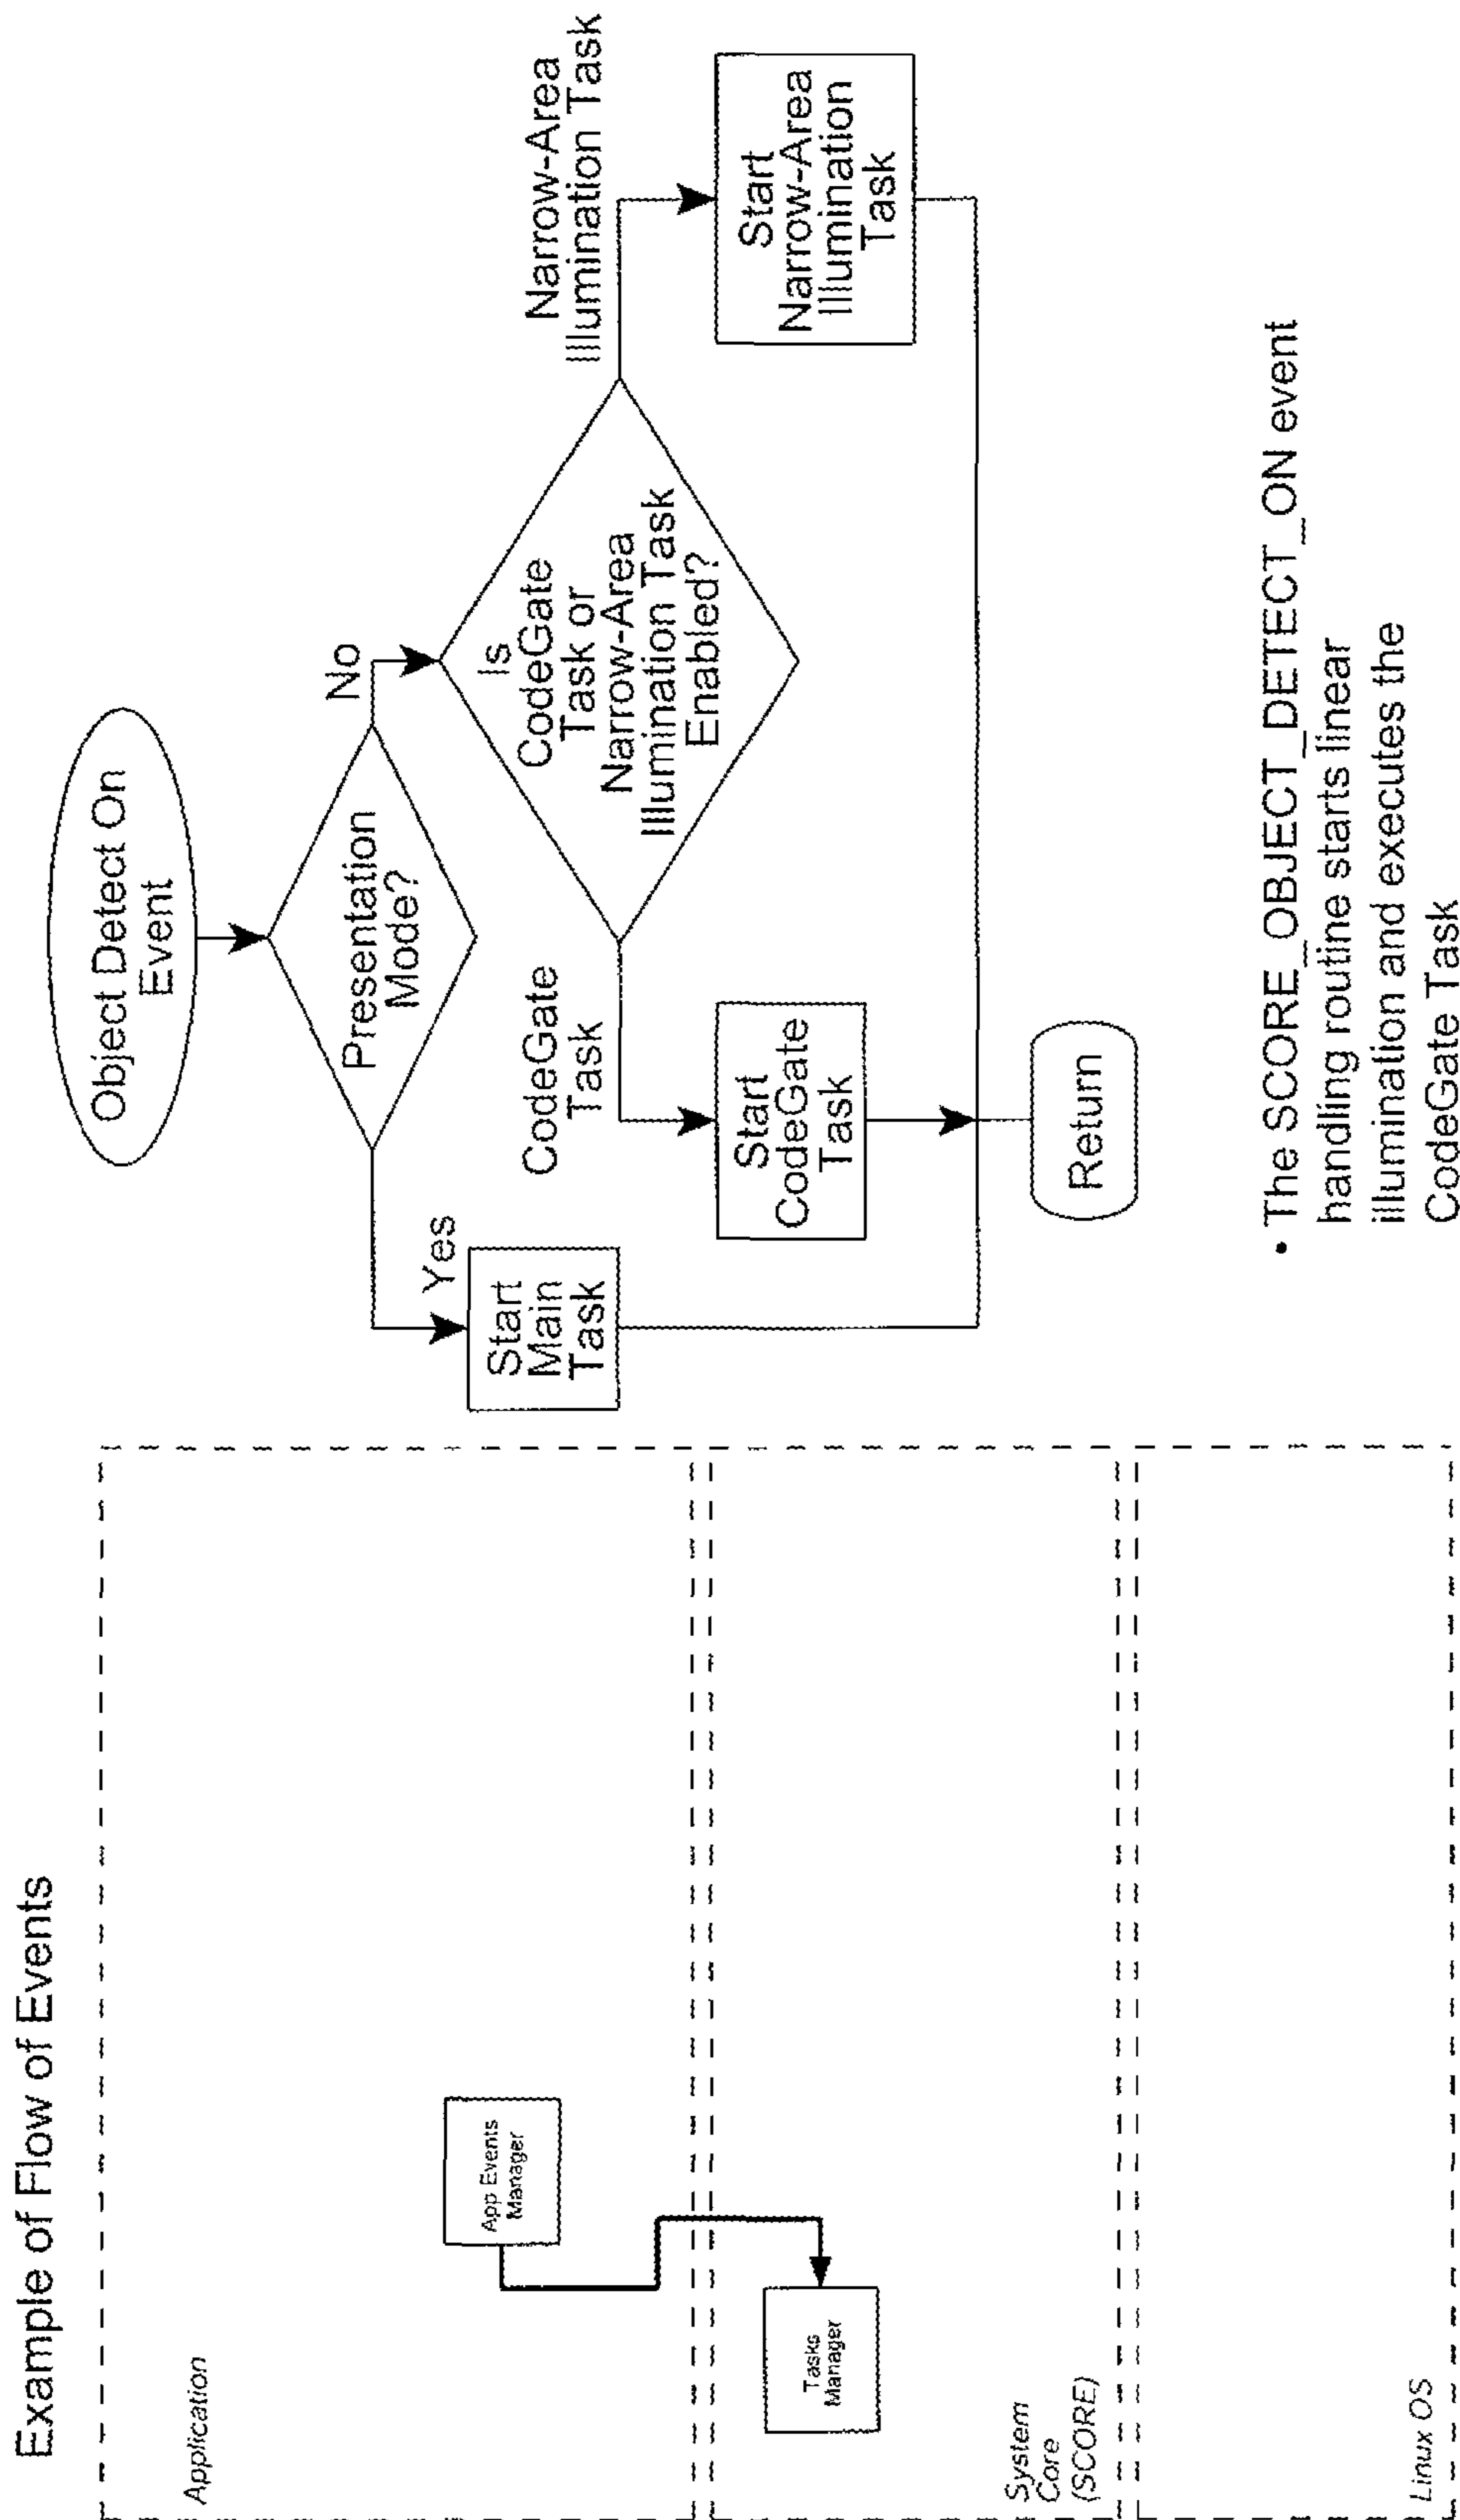 Example of Flow of Events
Application
App Events
Manager
Tasks
Manager
System
Core
(SCORE)
Linux OS
Object Detect On
Event
Presentation
Mode?
Yes
No
Start
Main
Task
Is
CodeGate
Task or
Narrow-Area
Illumination Task
Enabled?
CodeGate
Task
Narrow-Area
Illumination Task
Start
CodeGate
Task
Start
Narrow-Area
Illumination
Task
Return
• The SCORE_OBJECT_DETECT_ON event
handling routine starts linear
illumination and executes the
CodeGate Task